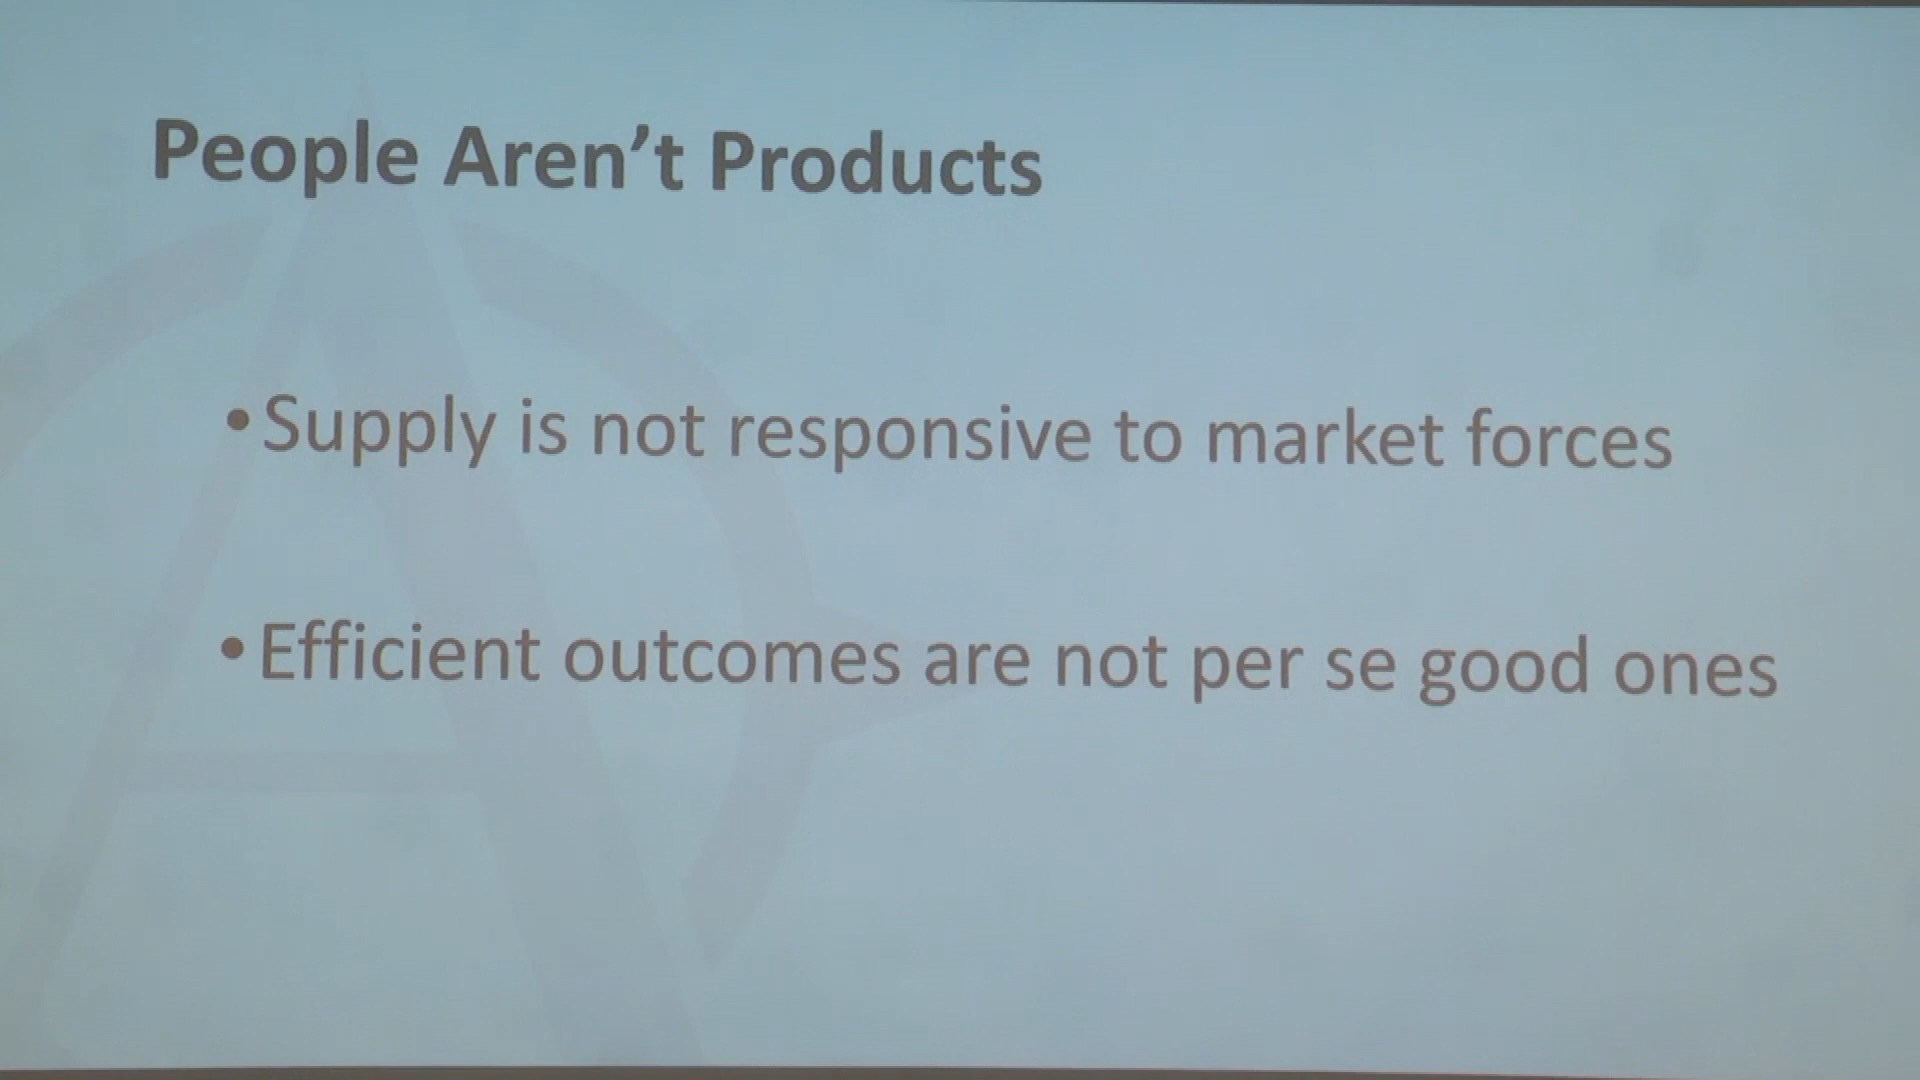 People Aren’t Products
•Supply is not responsive to market forces
•Efficient outcomes are not per se good ones